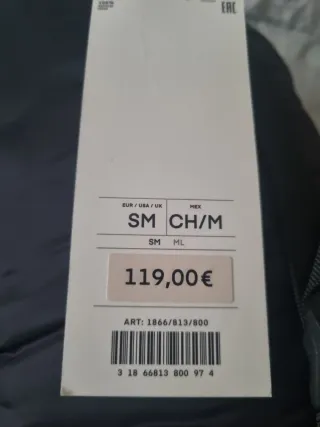 100%
EAC
EUR / USA / UK MEX
SM CH/M
SM ML
119,00€
ART: 1866/813/800
3 18 66813 800 97 4